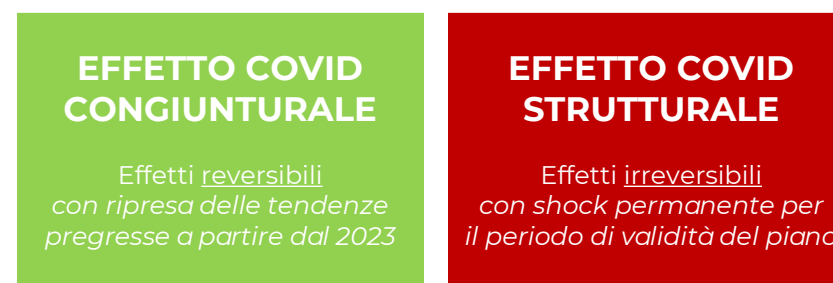 EFFETTO COVID
CONGIUNTURALE
Effetti reversibili
con ripresa delle tendenze
pregresse a partire dal 2023
EFFETTO COVID
STRUTTURALE
Effetti irreversibili
con shock permanente per
il periodo di validità del piano